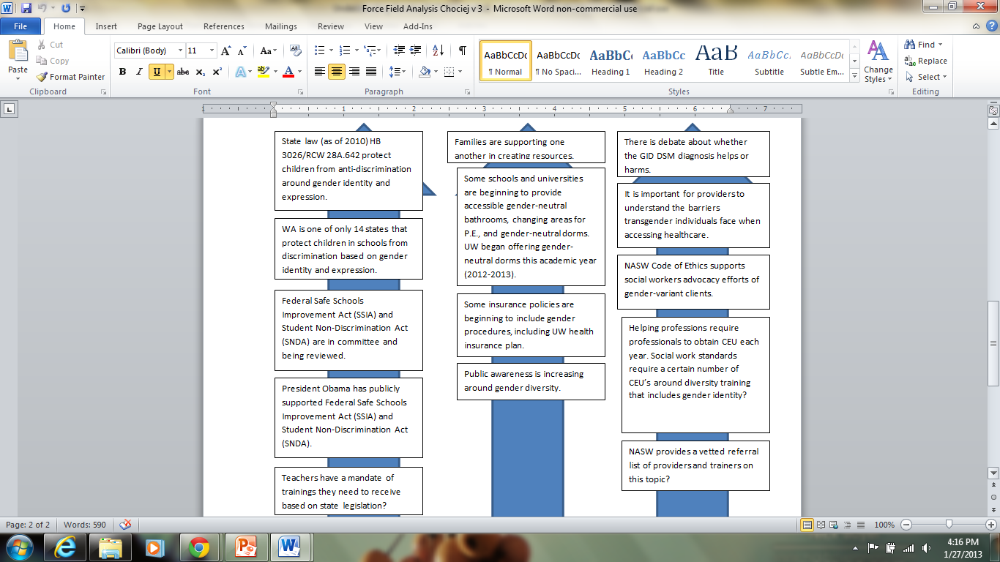 Force Field Analysis Chociej v 3 - Microsoft Word non-commercial use
File Home Insert Page Layout References Mailings Review View Add-Ins
Paste
Cut
Copy
Format Painter
Clipboard
Calibri (Body) 11
Font
Paragraph
AaBbCcDc AaBbCcDc AaBbCc AaBbCc AaB AaBbCc. AaBbCcDc
¶ Normal ¶ No Spaci... Heading 1 Heading 2 Title Subtitle Subtle Em...
Styles
Change
Styles
Find
Replace
Select
Editing
1 1 2 3 4 5 6 7
State law (as of 2010) HB
3026/RCW 28A.642 protect
children from anti-discrimination
around gender identity and
expression.
WA is one of only 14 states that
protect children in schools from
discrimination based on gender
identity and expression.
Federal Safe Schools
Improvement Act (SSIA) and
Student Non-Discrimination Act
(SNDA) are in committee and
being reviewed.
President Obama has publicly
supported Federal Safe Schools
Improvement Act (SSIA) and
Student Non-Discrimination Act
(SNDA).
Teachers have a mandate of
trainings they need to receive
based on state legislation?
Families are supporting one
another in creating resources.
Some schools and universities
are beginning to provide
accessible gender-neutral
bathrooms, changing areas for
P.E., and gender-neutral dorms.
UW began offering gender-
neutral dorms this academic year
(2012-2013).
Some insurance policies are
beginning to include gender
procedures, including UW health
insurance plan.
Public awareness is increasing
around gender diversity.
There is debate about whether
the GID DSM diagnosis helps or
harms.
It is important for providers to
understand the barriers
transgender individuals face when
accessing healthcare.
NASW Code of Ethics supports
social workers advocacy efforts of
gender-variant clients.
Helping professions require
professionals to obtain CEU each
year. Social work standards
require a certain number of
CEU's around diversity training
that includes gender identity?
NASW provides a vetted referral
list of providers and trainers on
this topic?
Page: 2 of 2 Words: 590
100%
4:16 PM
1/27/2013